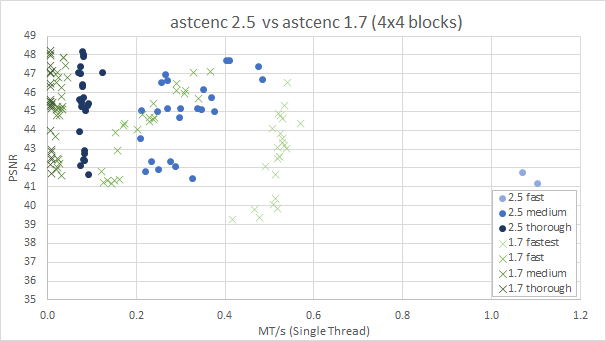 astcenc 2.5 vs astcenc 1.7 (4x4 blocks)
49
48
47
46
45
44
43
42
41
40
39
38
37
36
35
PSNR
2.5 fast
2.5 medium
2.5 thorough
1.7 fastest
1.7 fast
1.7 medium
1.7 thorough
0.0 0.2 0.4 0.6 0.8 1.0 1.2
MT/s (Single Thread)